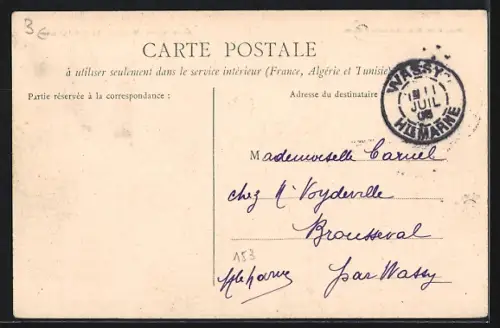 3€
CARTE POSTALE
à utiliser seulement dans le service intérieur (France, Algérie et Tunisie)
Partie réservée à la correspondance :
Adresse du destinataire
WASSY
11
JUIL
Hte MARNE
Mademoiselle Carnel
chez Mr Voydeville
Brousseval
par Wassy
153
Hte Marne